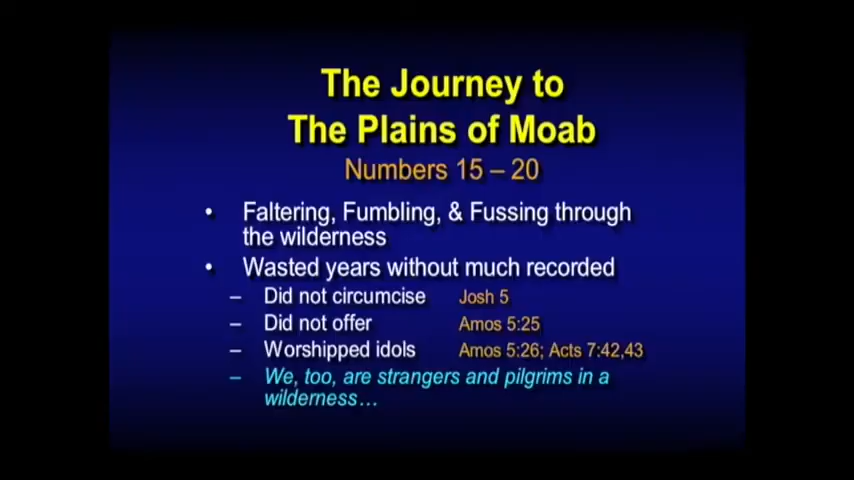 The Journey to
The Plains of Moab
Numbers 15 – 20
• Faltering, Fumbling, & Fussing through
the wilderness
• Wasted years without much recorded
– Did not circumcise Josh 5
– Did not offer Amos 5:25
– Worshipped idols Amos 5:26; Acts 7:42,43
– We, too, are strangers and pilgrims in a
wilderness…